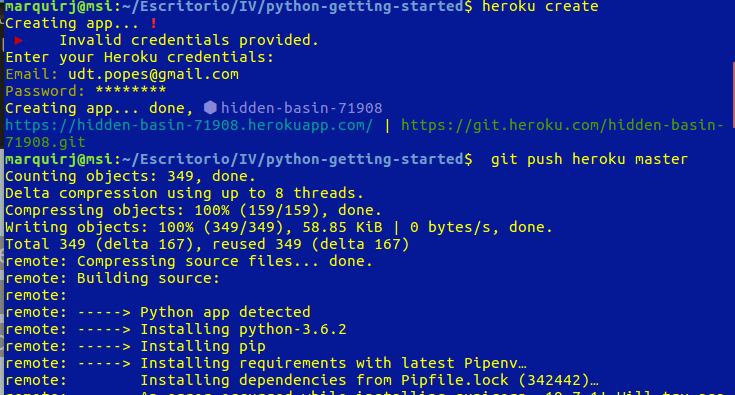 marquirj@msi:~/Escritorio/IV/python-getting-started$ heroku create
Creating app... !
▸    Invalid credentials provided.
Enter your Heroku credentials:
Email: udt.popes@gmail.com
Password: ********
Creating app... done, ⬢ hidden-basin-71908
https://hidden-basin-71908.herokuapp.com/ | https://git.heroku.com/hidden-basin-
71908.git
marquirj@msi:~/Escritorio/IV/python-getting-started$  git push heroku master
Counting objects: 349, done.
Delta compression using up to 8 threads.
Compressing objects: 100% (159/159), done.
Writing objects: 100% (349/349), 58.85 KiB | 0 bytes/s, done.
Total 349 (delta 167), reused 349 (delta 167)
remote: Compressing source files... done.
remote: Building source:
remote:
remote: -----> Python app detected
remote: -----> Installing python-3.6.2
remote: -----> Installing pip
remote: -----> Installing requirements with latest Pipenv…
remote:        Installing dependencies from Pipfile.lock (342442)…
remote:        An error occurred while installing